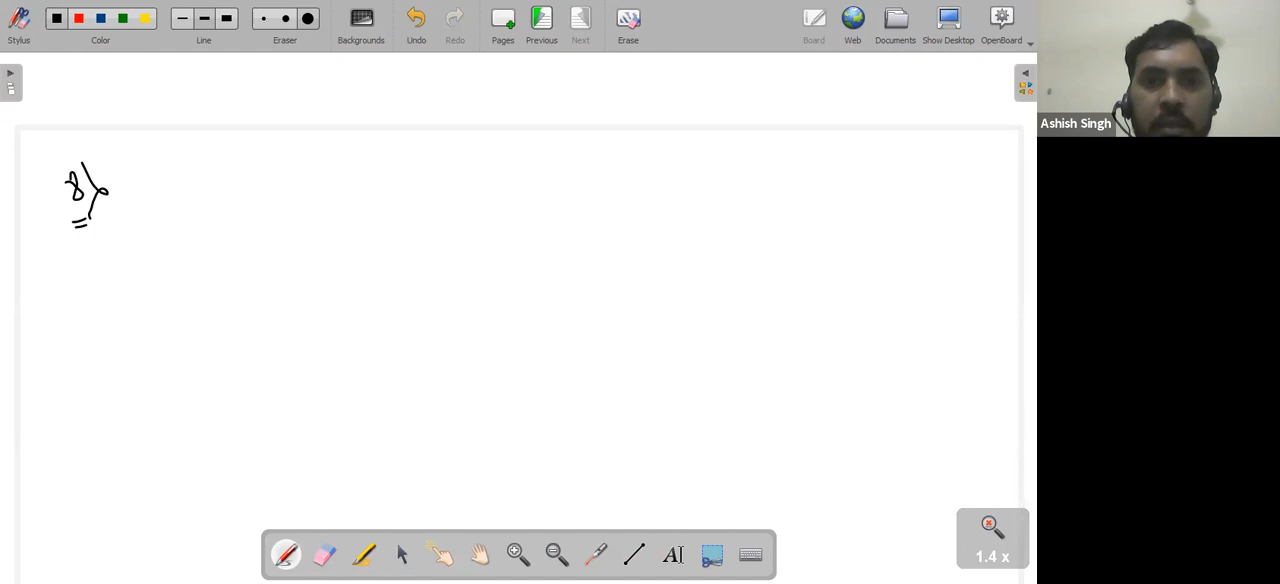 Stylus Color Line Eraser Backgrounds Undo Redo Pages Previous Next Erase Board Web Documents Show Desktop OpenBoard
Ashish Singh
8}
1.4 x